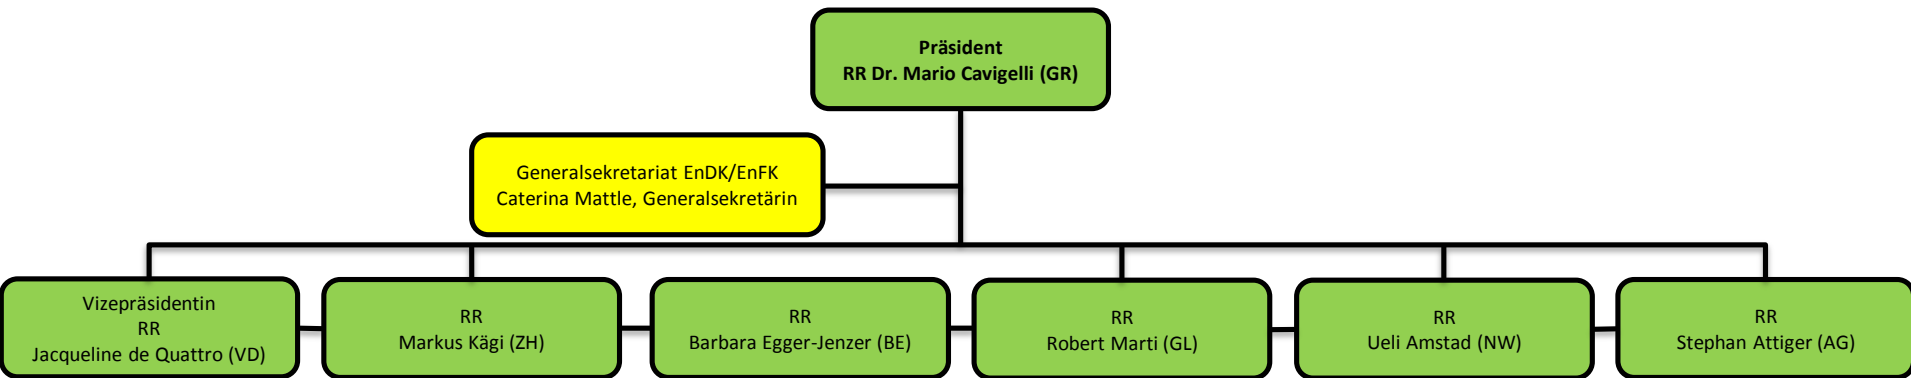 Präsident
RR Dr. Mario Cavigelli (GR)
Generalsekretariat EnDK/EnFK
Caterina Mattle, Generalsekretärin
Vizepräsidentin
RR
Jacqueline de Quattro (VD)
RR
Markus Kägi (ZH)
RR
Barbara Egger-Jenzer (BE)
RR
Robert Marti (GL)
RR
Ueli Amstad (NW)
RR
Stephan Attiger (AG)